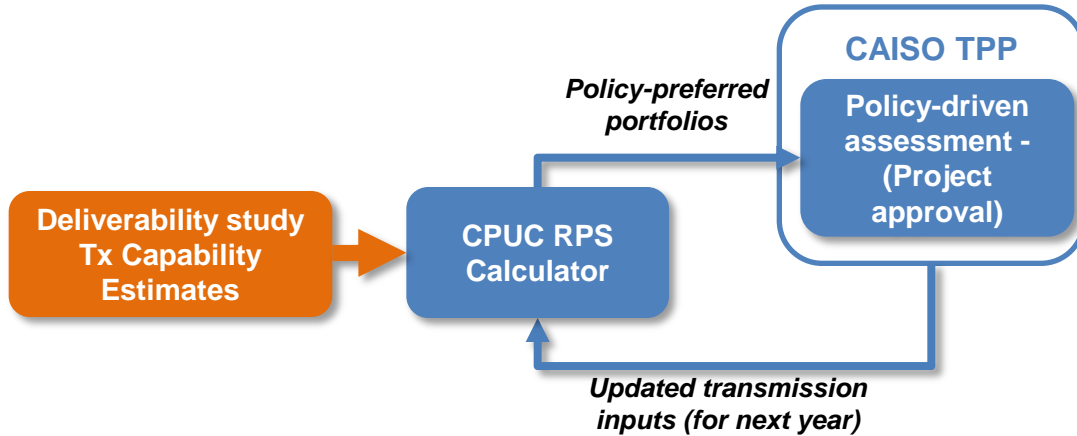 CAISO TPP
Policy-preferred
portfolios
Policy-driven
assessment -
(Project
approval)
Deliverability study
Tx Capability
Estimates
CPUC RPS
Calculator
Updated transmission
inputs (for next year)